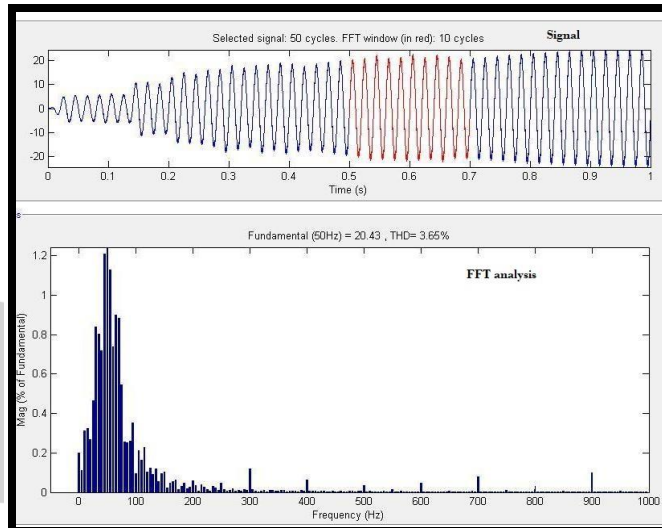 Selected signal: 50 cycles. FFT window (in red): 10 cycles
Signal
20
10
0
-10
-20
0 0.1 0.2 0.3 0.4 0.5 0.6 0.7 0.8 0.9 1
Time (s)
s
Fundamental (50Hz) = 20.43 , THD= 3.65%
FFT analysis
Mag (% of Fundamental)
1.2
1
0.8
0.6
0.4
0.2
0
0 100 200 300 400 500 600 700 800 900 1000
Frequency (Hz)